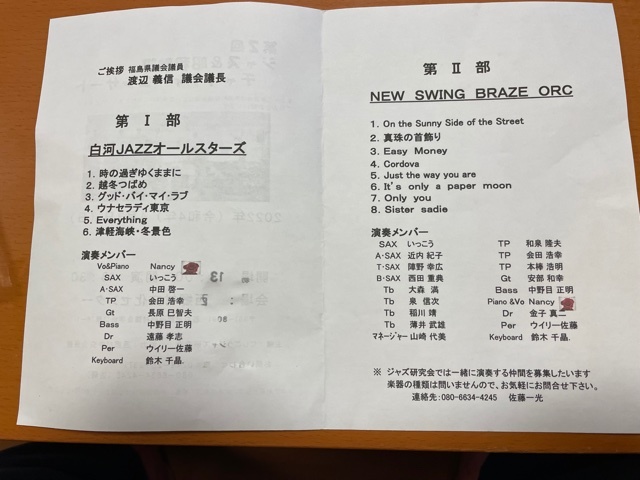 ご挨拶 福島県議会議員
渡辺 義信 議会議長
第 Ⅰ 部
白河JAZZオールスターズ
1. 時の過ぎゆくままに
2. 越冬つばめ
3. グッド・バイ・マイ・ラブ
4. ウナセラディ東京
5. Everything
6. 津軽海峡・冬景色
演奏メンバー
Vo&Piano Nancy
SAX いっこう
A・SAX 中田 啓一
TP 会田 浩幸
Gt 長原 巳智夫
Bass 中野目 正明
Dr 遠藤 孝志
Per ウイリー佐藤
Keyboard 鈴木 千晶.
第 Ⅱ 部
NEW SWING BRAZE ORC
1. On the Sunny Side of the Street
2. 真珠の首飾り
3. Easy Money
4. Cordova
5. Just the way you are
6. It's only a paper moon
7. Only you
8. Sister sadie
演奏メンバー
SAX いっこう TP 和泉 隆夫
A・SAX 近内 紀子 TP 会田 浩幸
T・SAX 陣野 幸広 TP 本棒 清明
B・SAX 西田 重典 Gt 安部 和幸
Tb 大森 満 Bass 中野目 正明
Tb 泉 信次 Piano &Vo Nancy
Tb 稲川 靖 Dr 金子 真二
Tb 薄井 武雄 Per ウイリー佐藤
マネージャー 山崎 代美 Keyboard 鈴木 千晶.
※ ジャズ研究会では一緒に演奏する仲間を募集しています
楽器の種類は問いませんので、お気軽にお問合せ下さい。
連絡先:080-6634-4245 佐藤一光